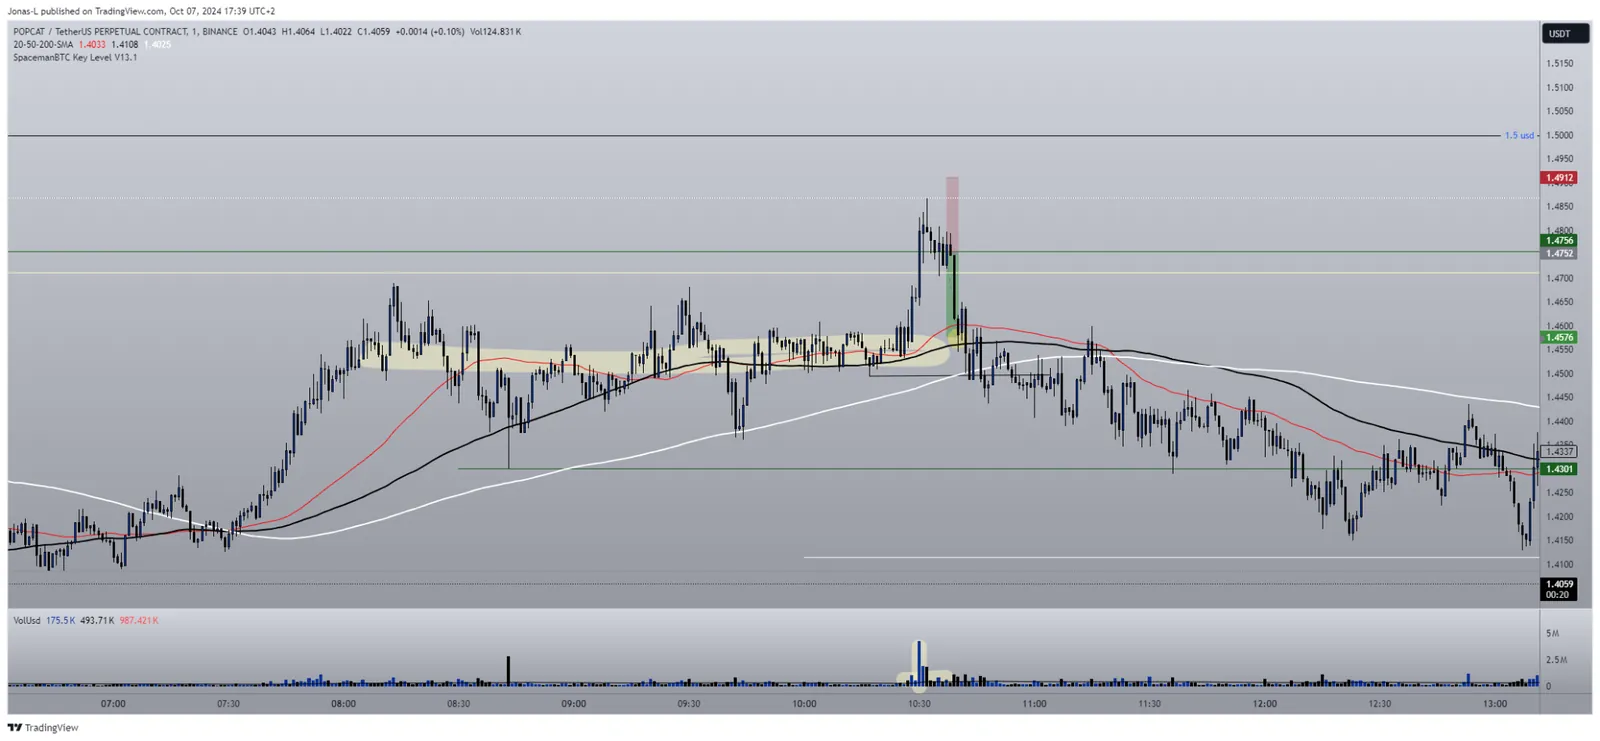 Jonas-L published on TradingView.com, Oct 07, 2024 17:39 UTC+2
POPCAT / TetherUS PERPETUAL CONTRACT, 1, BINANCE O1.4043 H1.4064 L1.4022 C1.4059 +0.0014 (+0.10%) Vol124.831K
20-50-200-SMA 1.4033 1.4108 1.4025
SpacemanBTC Key Level V13.1
USDT
1.5150
1.5100
1.5050
1.5 usd
1.5000
1.4950
1.4912
1.4850
1.4800
1.4756
1.4752
1.4700
1.4650
1.4600
1.4576
1.4550
1.4500
1.4450
1.4400
1.4337
1.4301
1.4250
1.4200
1.4150
1.4100
1.4059
00:20
VolUsd 175.5K 493.71K 987.421K
5M
2.5M
0
07:00 07:30 08:00 08:30 09:00 09:30 10:00 10:30 11:00 11:30 12:00 12:30 13:00
TradingView